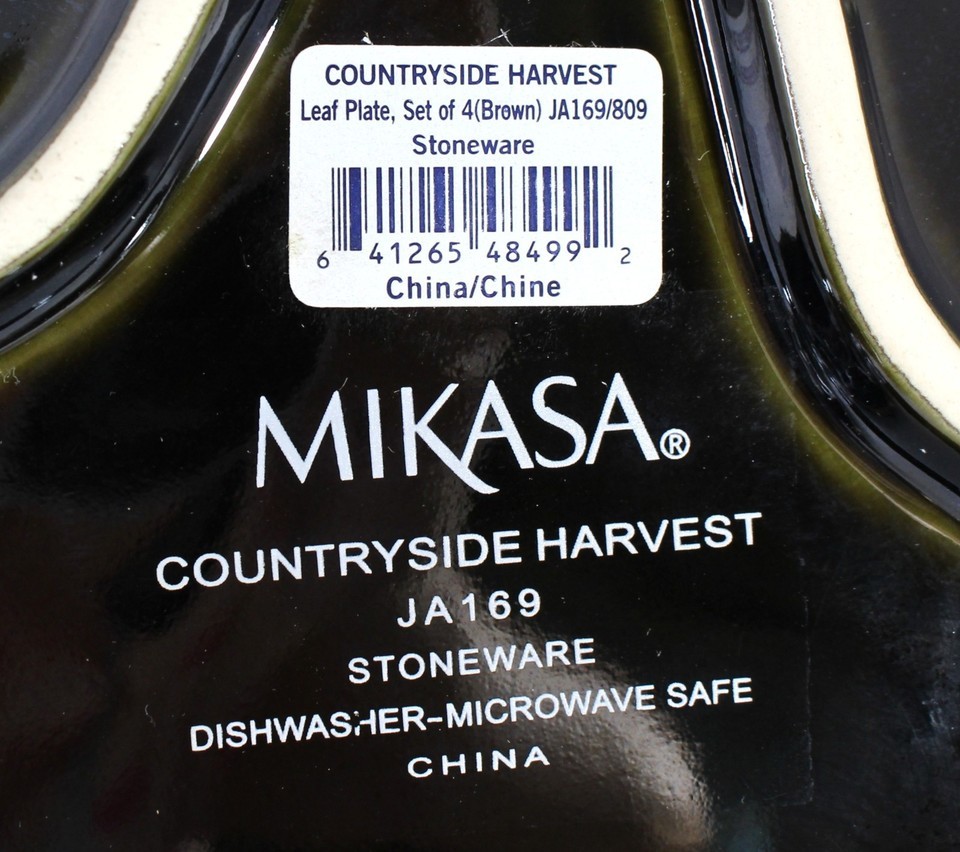 COUNTRYSIDE HARVEST
Leaf Plate, Set of 4(Brown) JA169/809
Stoneware
6 41265 48499 2
China/Chine
MIKASA®
COUNTRYSIDE HARVEST
JA169
STONEWARE
DISHWASHER-MICROWAVE SAFE
CHINA